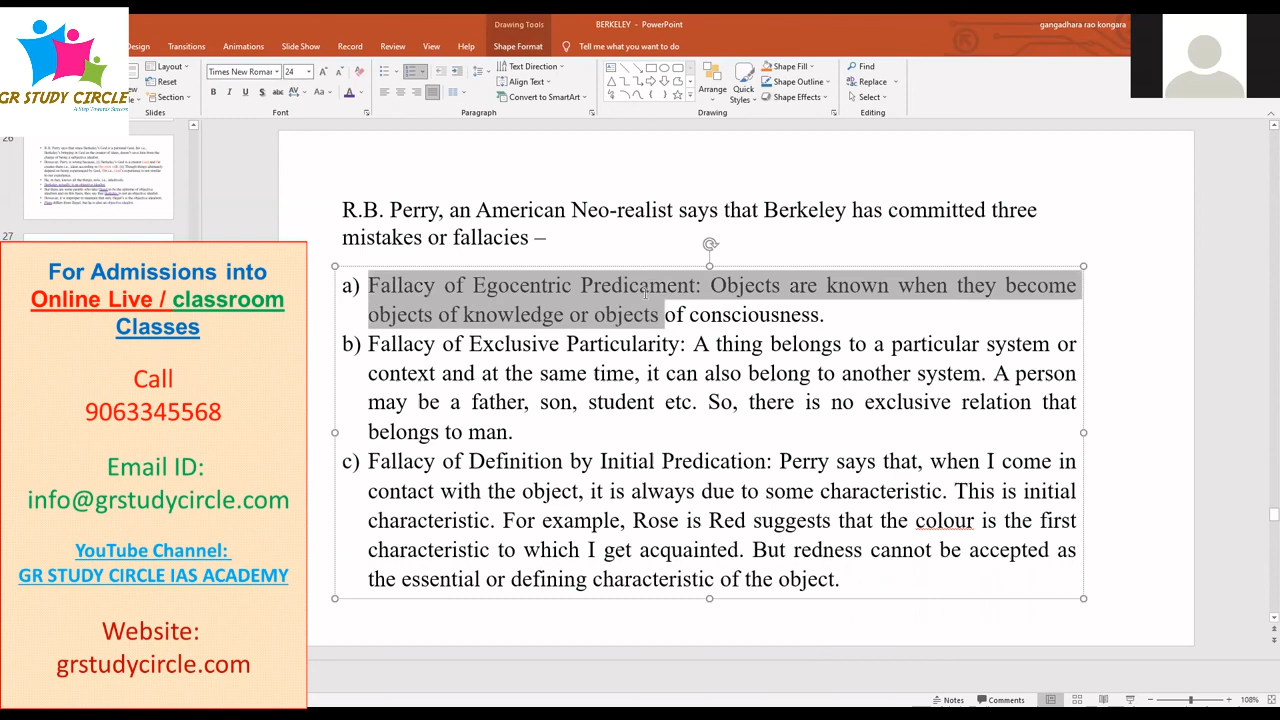 Drawing Tools
BERKELEY - PowerPoint
gangadhara rao kongara
Design Transitions Animations Slide Show Record Review View Help Shape Format Tell me what you want to do
GR STUDY CIRCLE
A Step Towards Success
Layout
Reset
Section
Slides
Times New Roman 24
B I U S abc AV Aa A
Font
Text Direction
Align Text
Convert to SmartArt
Paragraph
Arrange
Quick Styles
Shape Fill
Shape Outline
Shape Effects
Drawing
Find
Replace
Select
Editing
26
27
For Admissions into
Online Live / classroom
Classes
Call
9063345568
Email ID:
info@grstudycircle.com
YouTube Channel:
GR STUDY CIRCLE IAS ACADEMY
Website:
grstudycircle.com
R.B. Perry, an American Neo-realist says that Berkeley has committed three
mistakes or fallacies –
a) Fallacy of Egocentric Predicament: Objects are known when they become
objects of knowledge or objects of consciousness.
b) Fallacy of Exclusive Particularity: A thing belongs to a particular system or
context and at the same time, it can also belong to another system. A person
may be a father, son, student etc. So, there is no exclusive relation that
belongs to man.
c) Fallacy of Definition by Initial Predication: Perry says that, when I come in
contact with the object, it is always due to some characteristic. This is initial
characteristic. For example, Rose is Red suggests that the colour is the first
characteristic to which I get acquainted. But redness cannot be accepted as
the essential or defining characteristic of the object.
Notes Comments 108%